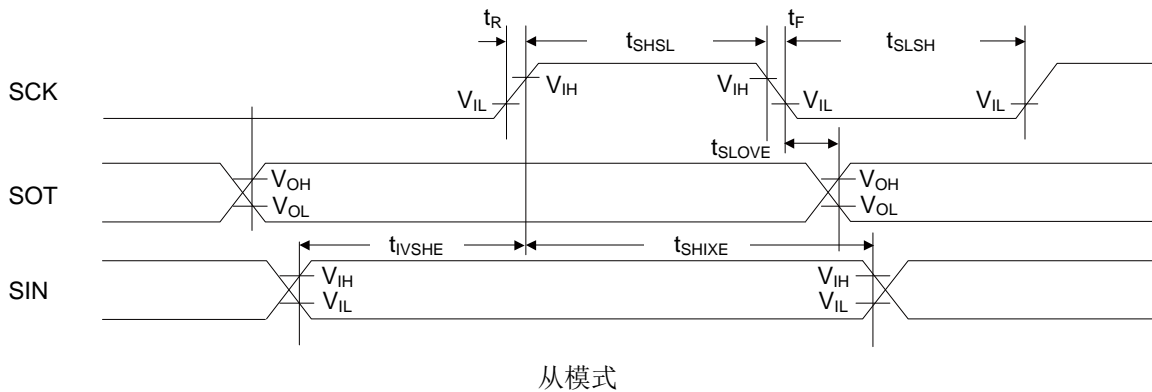 tR tF
tSHSL tSLSH
SCK VIL VIH VIH VIL VIL
tSLOVE
SOT VOH VOL VOH VOL
tIVSHE tSHIXE
SIN VIH VIL VIH VIL
从模式